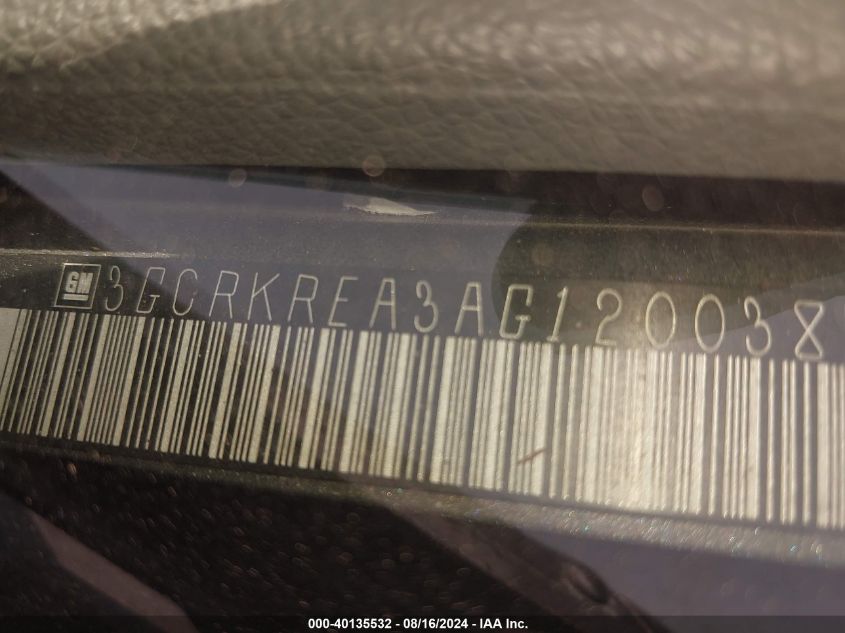 GM 3GCRKREA3AG120038
000-40135532 - 08/16/2024 - IAA Inc.